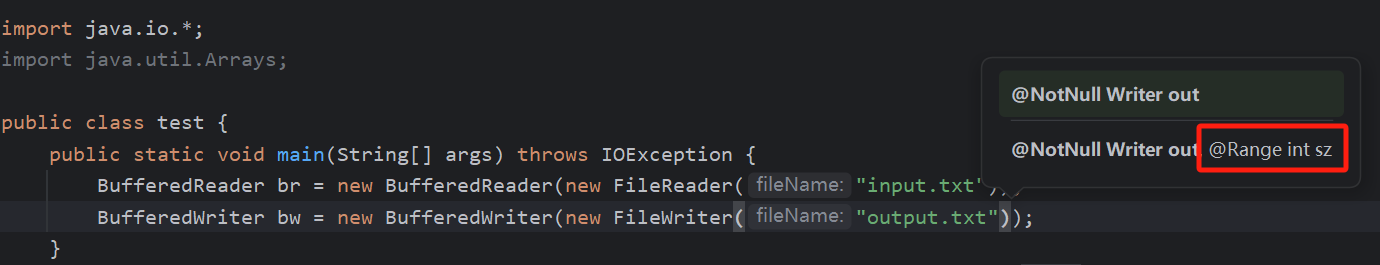 import java.io.*;
import java.util.Arrays;
@NotNull Writer out
public class test {
@NotNull Writer out, @Range int sz
public static void main(String[] args) throws IOException {
BufferedReader br = new BufferedReader(new FileReader( fileName: "input.txt"));
BufferedWriter bw = new BufferedWriter(new FileWriter( fileName: "output.txt"));
}